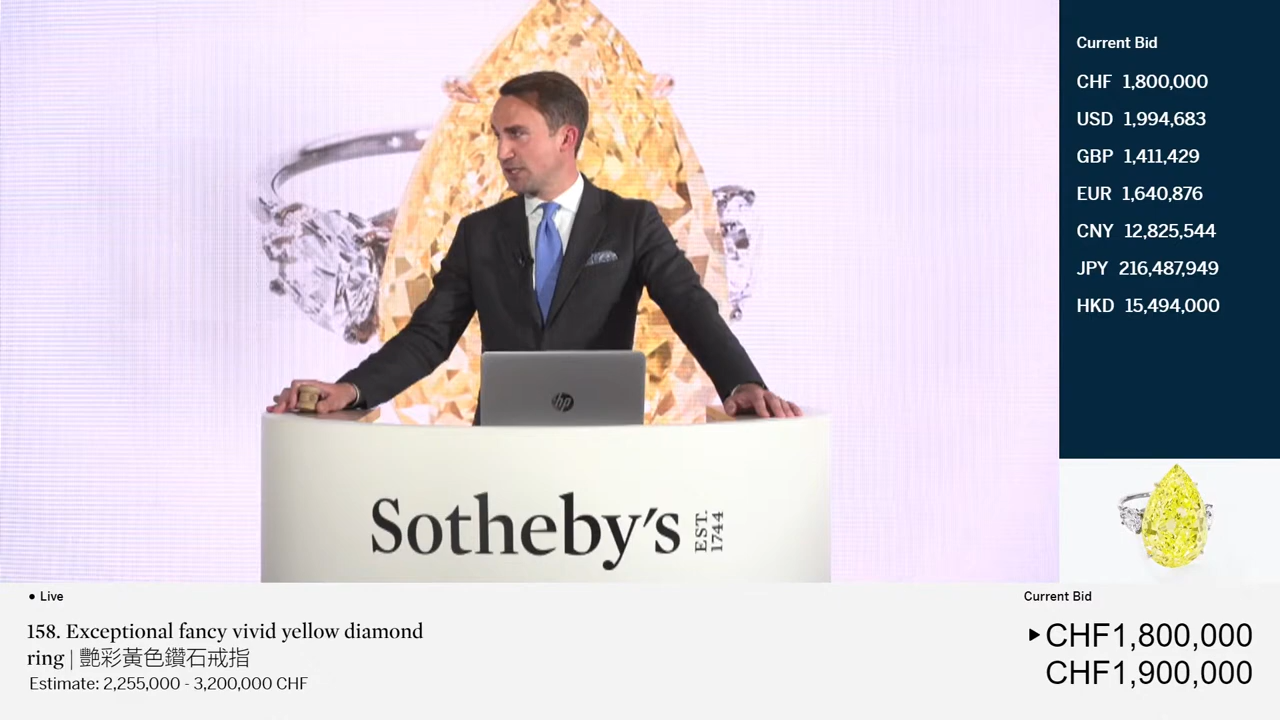 Current Bid
CHF 1,800,000
USD 1,994,683
GBP 1,411,429
EUR 1,640,876
CNY 12,825,544
JPY 216,487,949
HKD 15,494,000
hp
Sotheby's
EST.
1744
• Live
158. Exceptional fancy vivid yellow diamond
ring | 艷彩黃色鑽石戒指
Estimate: 2,255,000 - 3,200,000 CHF
Current Bid
CHF1,800,000
CHF1,900,000